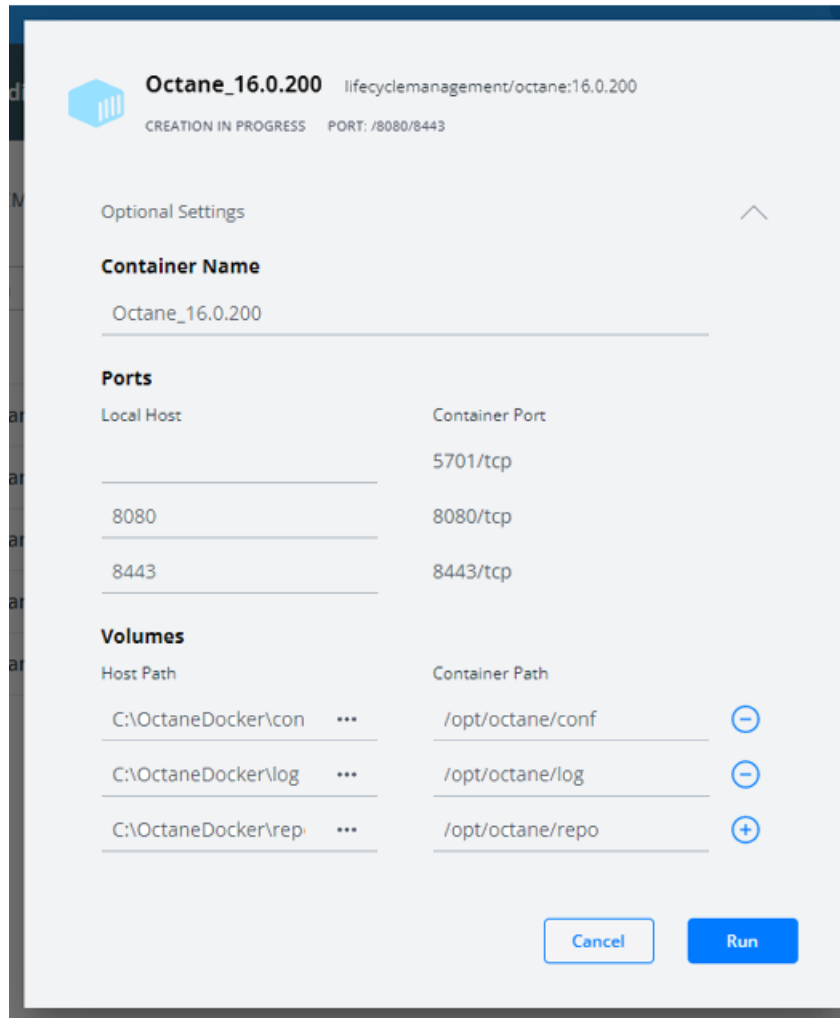 Octane_16.0.200 lifecyclemanagement/octane:16.0.200
CREATION IN PROGRESS PORT: /8080/8443
Optional Settings
Container Name
Octane_16.0.200
Ports
Local Host Container Port
5701/tcp
8080 8080/tcp
8443 8443/tcp
Volumes
Host Path Container Path
C:\OctaneDocker\con ••• /opt/octane/conf
C:\OctaneDocker\log ••• /opt/octane/log
C:\OctaneDocker\rep ••• /opt/octane/repo
Cancel Run